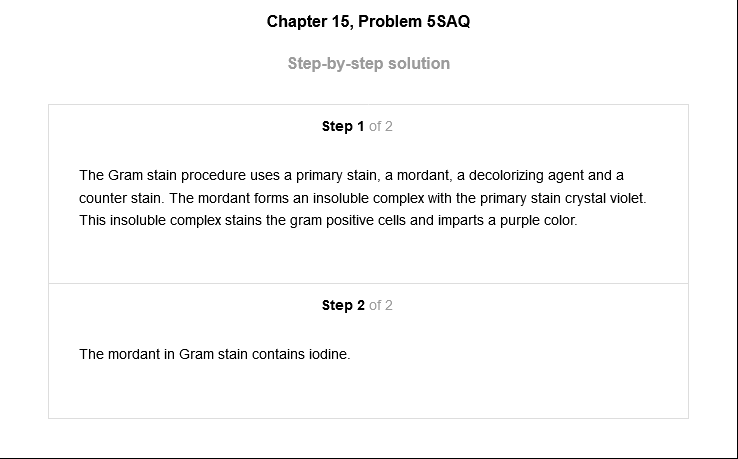 Chapter 15, Problem 5SAQ
Step-by-step solution
Step 1 of 2
The Gram stain procedure uses a primary stain, a mordant, a decolorizing agent and a
counter stain. The mordant forms an insoluble complex with the primary stain crystal violet.
This insoluble complex stains the gram positive cells and imparts a purple color.
Step 2 of 2
The mordant in Gram stain contains iodine.